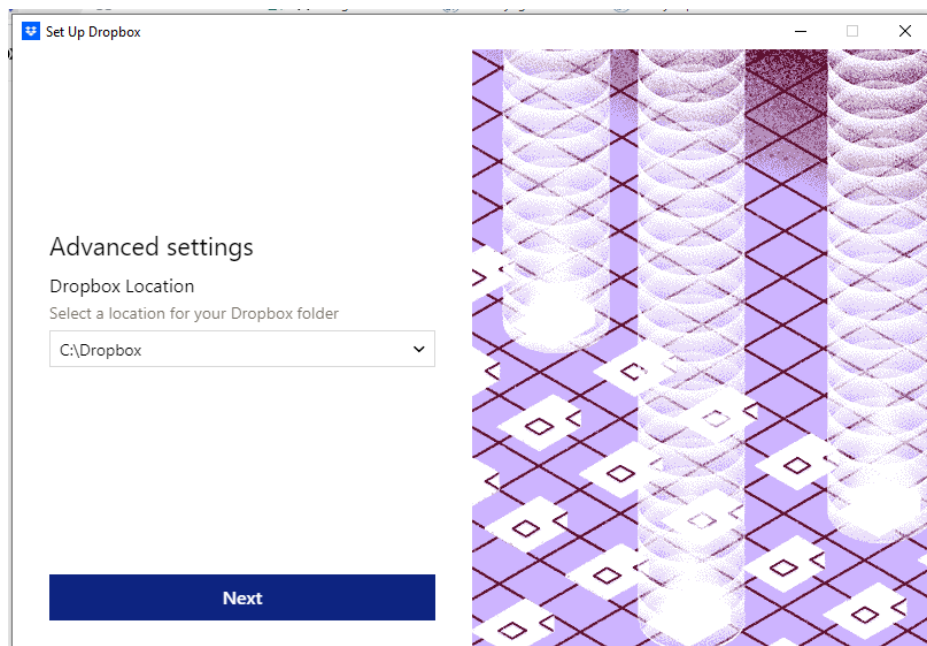 Set Up Dropbox
Advanced settings
Dropbox Location
Select a location for your Dropbox folder
C:\Dropbox
Next